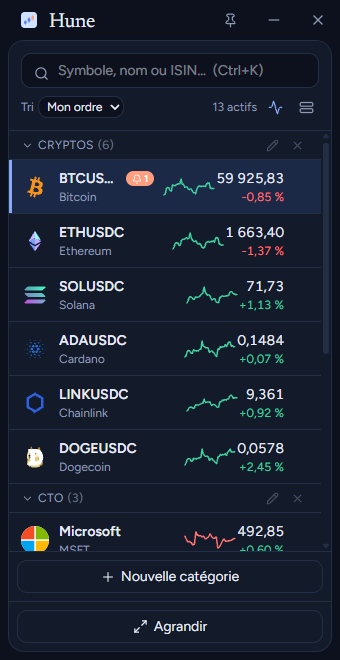 Hune
Symbole, nom ou ISIN... (Ctrl+K)
Tri Mon ordre 13 actifs
CRYPTOS (6)
BTCUS... 1 59 925,83
Bitcoin -0,85 %
ETHUSDC 1 663,40
Ethereum -1,37 %
SOLUSDC 71,73
Solana +1,13 %
ADAUSDC 0,1484
Cardano +0,07 %
LINKUSDC 9,361
Chainlink +0,92 %
DOGEUSDC 0,0578
Dogecoin +2,45 %
CTO (3)
Microsoft 492,85
MSFT +0,60 %
+ Nouvelle catégorie
Agrandir